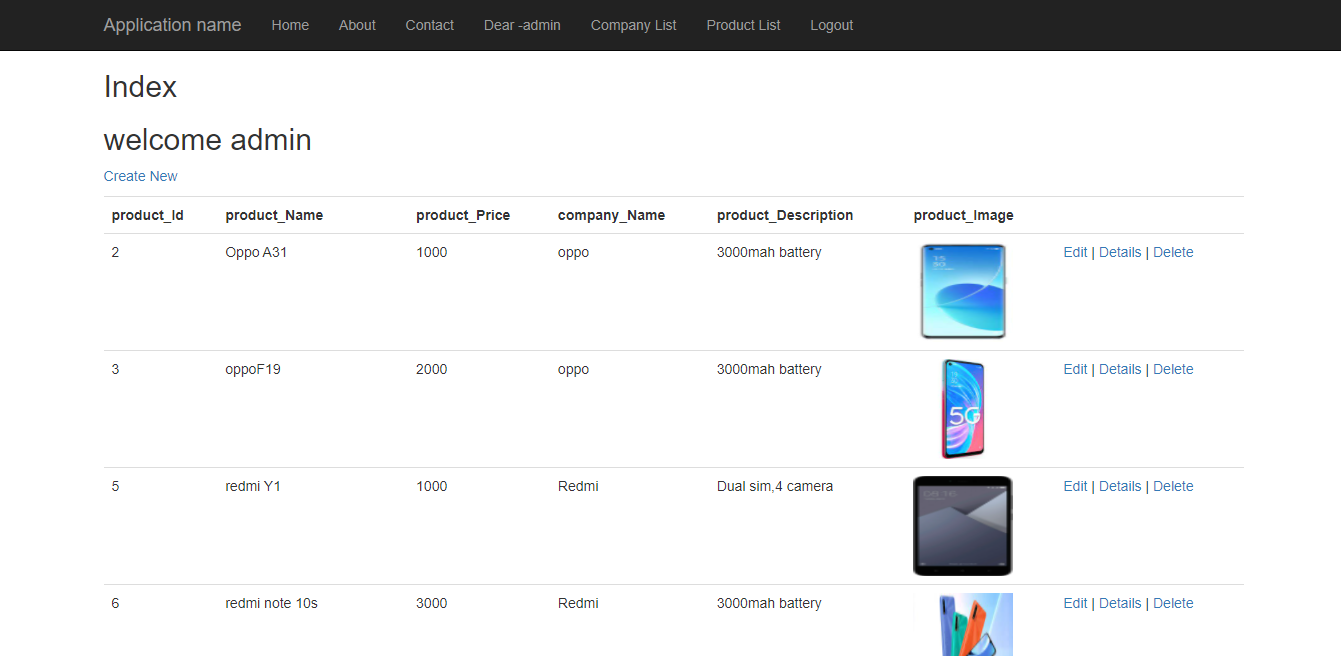 Application name Home About Contact Dear -admin Company List Product List Logout
Index
welcome admin
Create New
product_Id product_Name product_Price company_Name product_Description product_Image
2 Oppo A31 1000 oppo 3000mah battery Edit | Details | Delete
3 oppoF19 2000 oppo 3000mah battery Edit | Details | Delete
5G
5 redmi Y1 1000 Redmi Dual sim,4 camera Edit | Details | Delete
6 redmi note 10s 3000 Redmi 3000mah battery Edit | Details | Delete